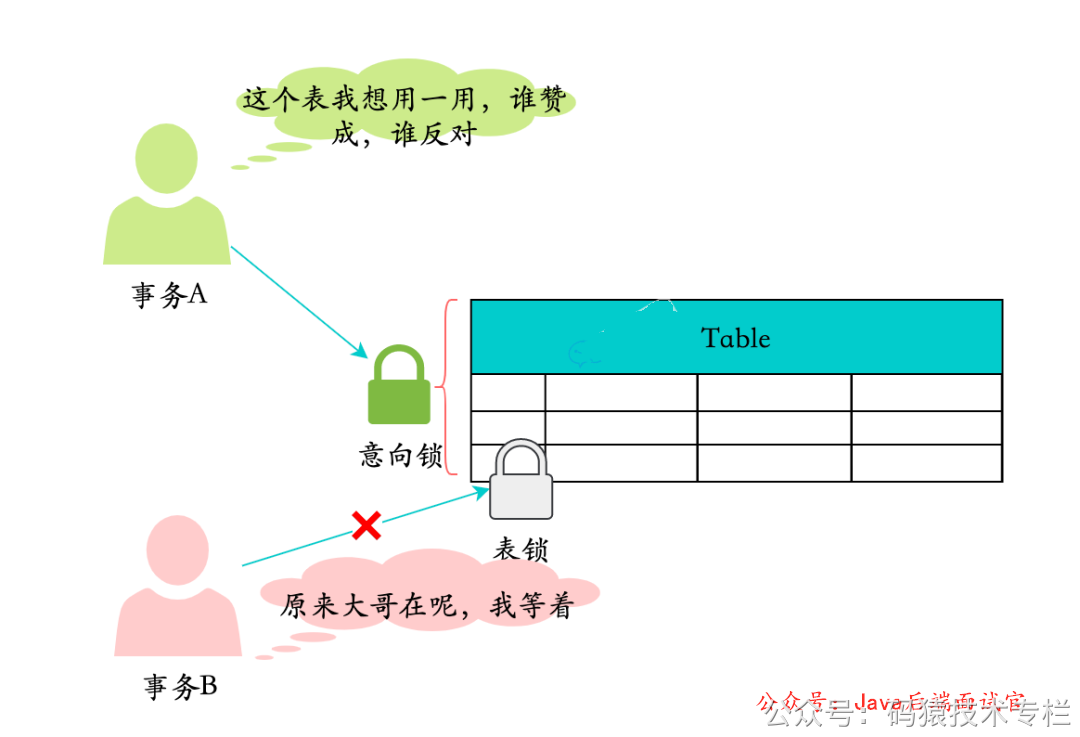 这个表我想用一用，谁赞
成，谁反对
事务A
Table
意向锁
表锁
原来大哥在呢，我等着
事务B
公众号：Java后端面试官
公众号：码猿技术专栏